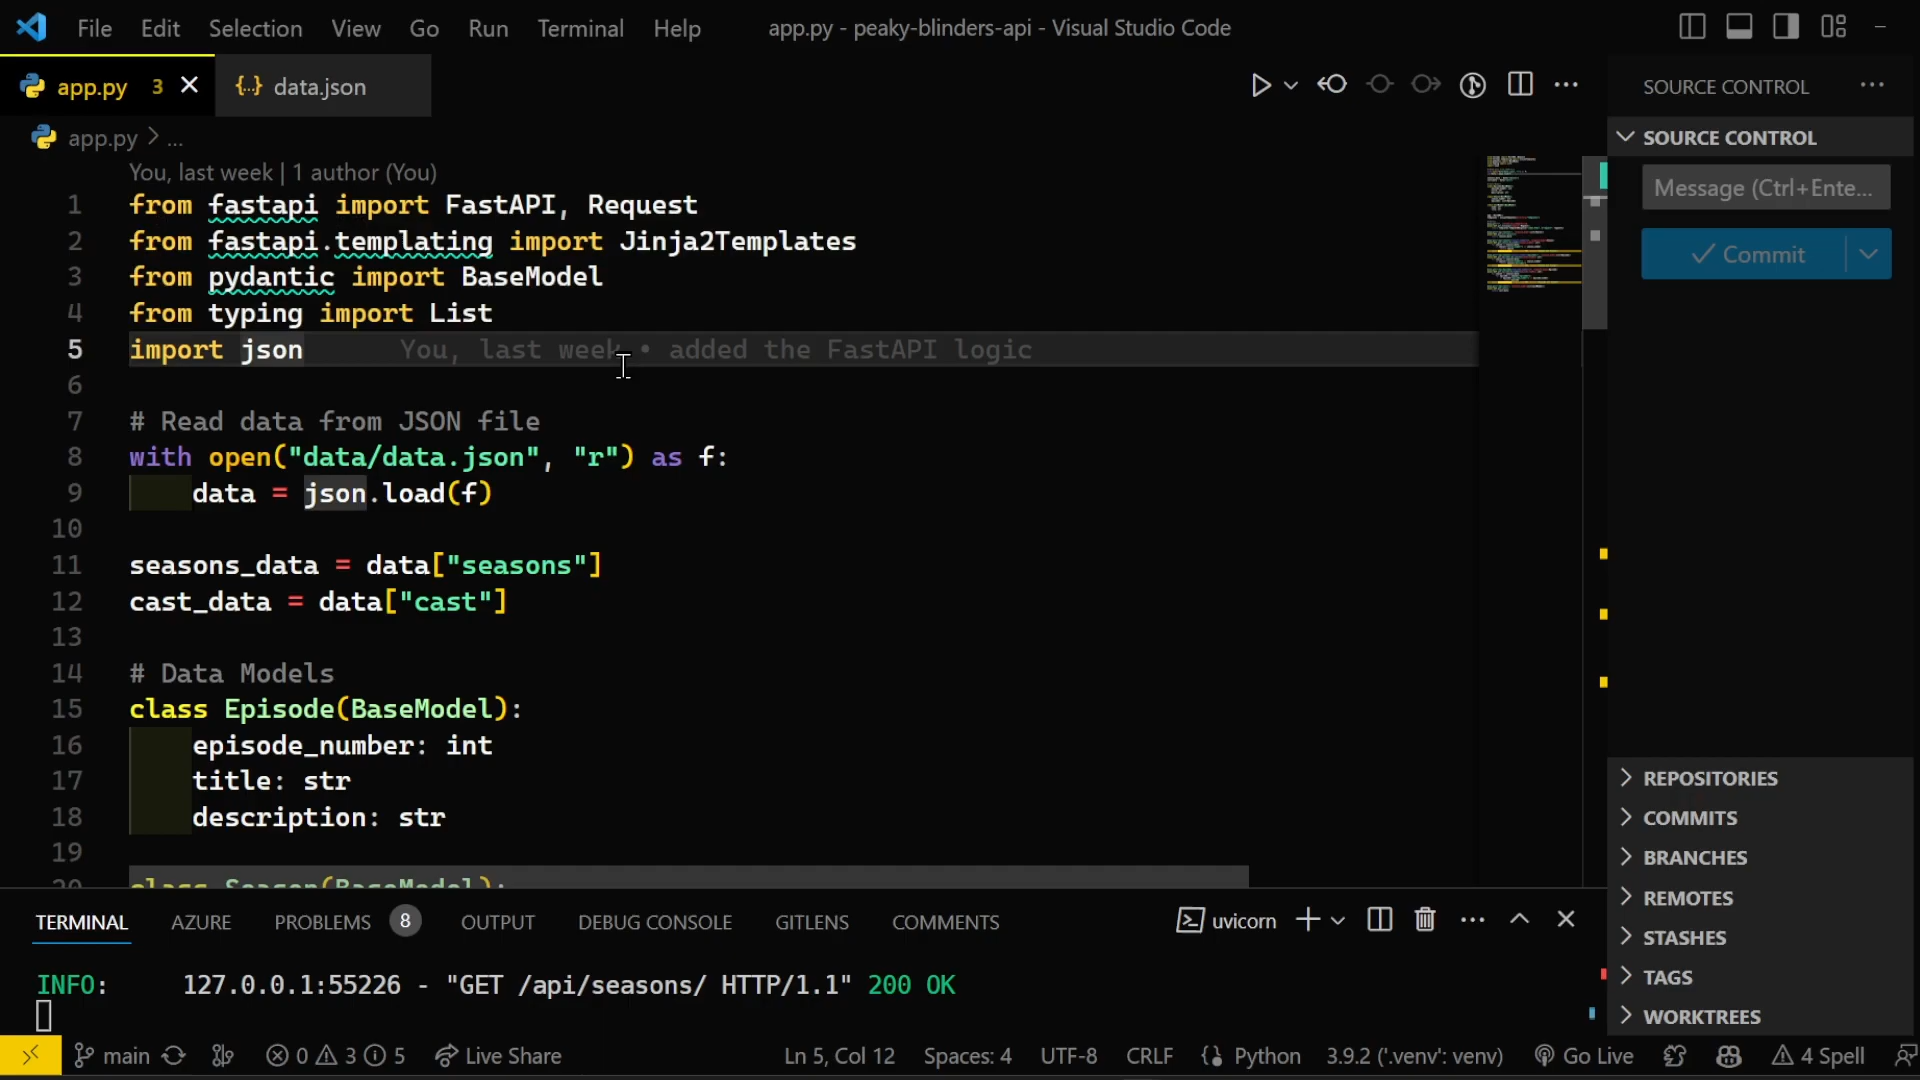 File Edit Selection View Go Run Terminal Help app.py - peaky-blinders-api - Visual Studio Code
app.py 3 {..} data.json
app.py > ...
You, last week | 1 author (You)
1 from fastapi import FastAPI, Request
2 from fastapi.templating import Jinja2Templates
3 from pydantic import BaseModel
4 from typing import List
5 import json You, last week • added the FastAPI logic
6
7 # Read data from JSON file
8 with open("data/data.json", "r") as f:
9 data = json.load(f)
10
11 seasons_data = data["seasons"]
12 cast_data = data["cast"]
13
14 # Data Models
15 class Episode(BaseModel):
16 episode_number: int
17 title: str
18 description: str
19
20 class Season(BaseModel):
SOURCE CONTROL
SOURCE CONTROL
Message (Ctrl+Ente...
Commit
REPOSITORIES
COMMITS
BRANCHES
REMOTES
STASHES
TAGS
WORKTREES
TERMINAL AZURE PROBLEMS 8 OUTPUT DEBUG CONSOLE GITLENS COMMENTS uvicorn
INFO: 127.0.0.1:55226 - "GET /api/seasons/ HTTP/1.1" 200 OK
main 0 3 5 Live Share Ln 5, Col 12 Spaces: 4 UTF-8 CRLF Python 3.9.2 ('.venv': venv) Go Live 4 Spell